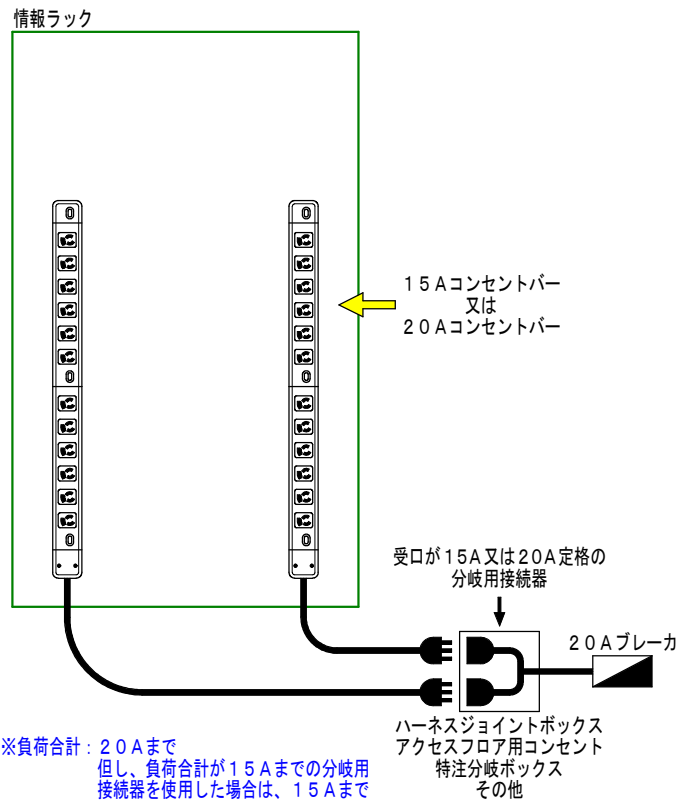 情報ラック
１５Ａコンセントバー
又は
２０Ａコンセントバー
受口が１５Ａ又は２０Ａ定格の
分岐用接続器
２０Ａブレーカ
ハーネスジョイントボックス
アクセスフロア用コンセント
特注分岐ボックス
その他
※負荷合計：２０Ａまで
但し、負荷合計が１５Ａまでの分岐用
接続器を使用した場合は、１５Ａまで